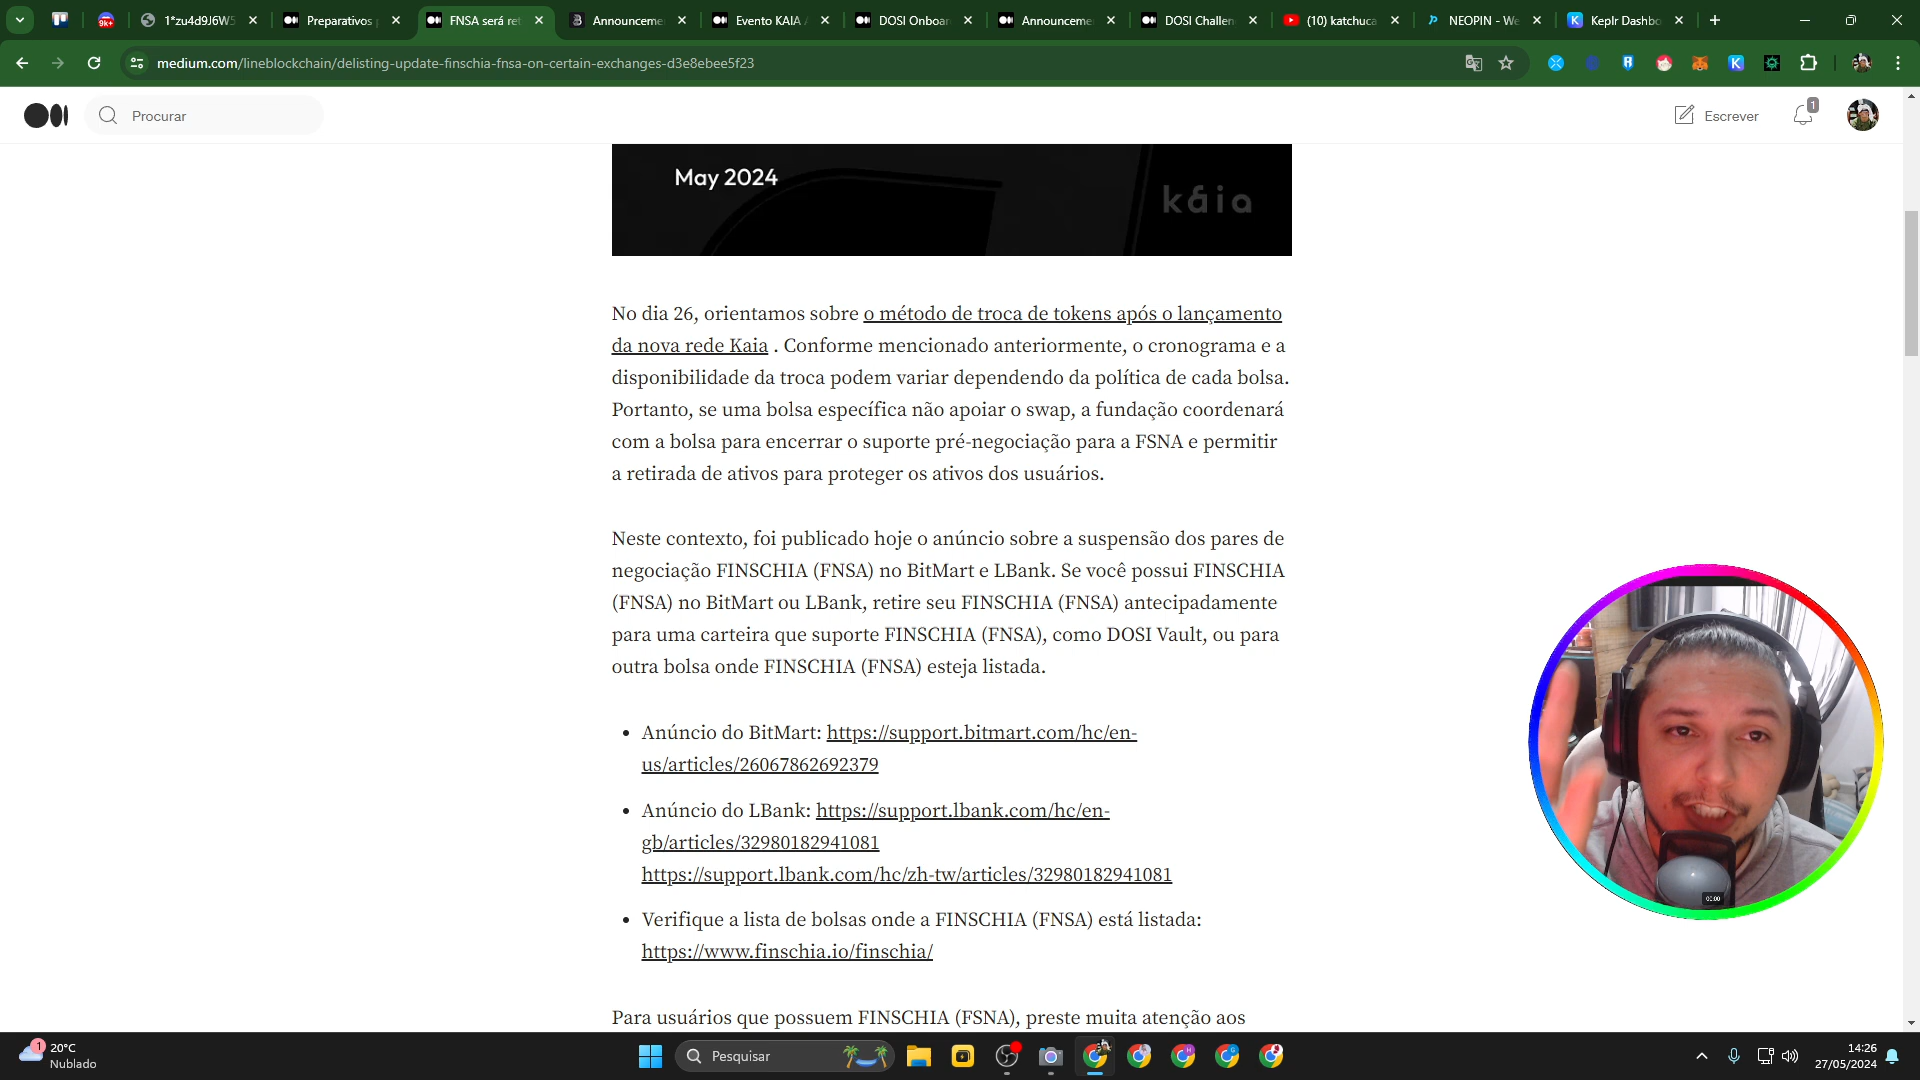 1*zu4d9J6W5
Preparativos
FNSA será ret
Announceme
Evento KAIA
DOSI Onboar
Announceme
DOSI Challen
(10) katchuca
NEOPIN - We
Keplr Dashbo
medium.com/lineblockchain/delisting-update-finschia-fnsa-on-certain-exchanges-d3e8ebee5f23
Procurar
Escrever
1
May 2024
kaia
No dia 26, orientamos sobre o método de troca de tokens após o lançamento
da nova rede Kaia . Conforme mencionado anteriormente, o cronograma e a
disponibilidade da troca podem variar dependendo da política de cada bolsa.
Portanto, se uma bolsa específica não apoiar o swap, a fundação coordenará
com a bolsa para encerrar o suporte pré-negociação para a FSNA e permitir
a retirada de ativos para proteger os ativos dos usuários.
Neste contexto, foi publicado hoje o anúncio sobre a suspensão dos pares de
negociação FINSCHIA (FNSA) no BitMart e LBank. Se você possui FINSCHIA
(FNSA) no BitMart ou LBank, retire seu FINSCHIA (FNSA) antecipadamente
para uma carteira que suporte FINSCHIA (FNSA), como DOSI Vault, ou para
outra bolsa onde FINSCHIA (FNSA) esteja listada.
Anúncio do BitMart: https://support.bitmart.com/hc/en-
us/articles/26067862692379
Anúncio do LBank: https://support.lbank.com/hc/en-
gb/articles/32980182941081
https://support.lbank.com/hc/zh-tw/articles/32980182941081
Verifique a lista de bolsas onde a FINSCHIA (FNSA) está listada:
https://www.finschia.io/finschia/
Para usuários que possuem FINSCHIA (FSNA), preste muita atenção aos
00:00
1
20°C
Nublado
Pesquisar
14:26
27/05/2024